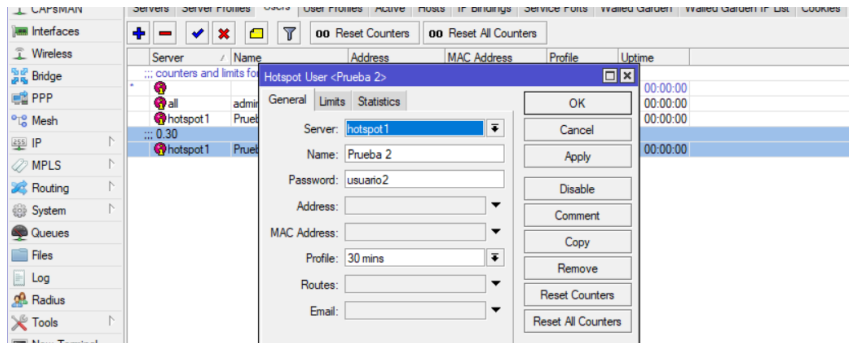 CAPsMAN
Interfaces
Wireless
Bridge
PPP
Mesh
IP
MPLS
Routing
System
Queues
Files
Log
Radius
Tools
New Terminal
Servers Server Profiles Users User Profiles Active Hosts IP Bindings Service Ports Walled Garden Walled Garden IP List Cookies
00 Reset Counters 00 Reset All Counters
Server Name Address MAC Address Profile Uptime
;;; counters and limits for
* 00:00:00
all admin 00:00:00
hotspot1 Prueb 00:00:00
;;; 0.30
hotspot1 Prueb 00:00:00
Hotspot User <Prueba 2>
General Limits Statistics
Server: hotspot1
Name: Prueba 2
Password: usuario2
Address:
MAC Address:
Profile: 30 mins
Routes:
Email:
OK
Cancel
Apply
Disable
Comment
Copy
Remove
Reset Counters
Reset All Counters